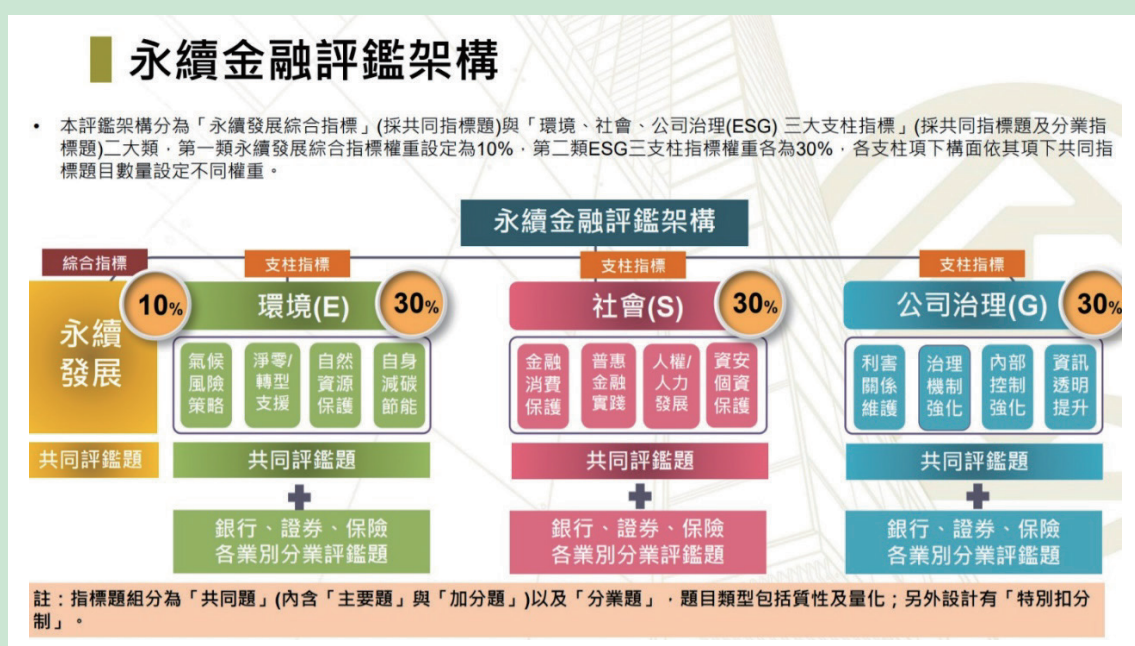 永續金融評鑑架構
• 本評鑑架構分為「永續發展綜合指標」(採共同指標題)與「環境、社會、公司治理(ESG) 三大支柱指標」(採共同指標題及分業指
標題)二大類，第一類永續發展綜合指標權重設定為10%，第二類ESG三支柱指標權重各為30%，各支柱項下構面依其項下共同指
標題目數量設定不同權重。
永續金融評鑑架構
綜合指標
永續
發展
10%
共同評鑑題
支柱指標
環境(E)
30%
氣候
風險
策略
淨零/
轉型
支援
自然
資源
保護
自身
減碳
節能
共同評鑑題
銀行、證券、保險
各業別分業評鑑題
支柱指標
社會(S)
30%
金融
消費
保護
普惠
金融
實踐
人權/
人力
發展
資安
個資
保護
共同評鑑題
銀行、證券、保險
各業別分業評鑑題
支柱指標
公司治理(G)
30%
利害
關係
維護
治理
機制
強化
內部
控制
強化
資訊
透明
提升
共同評鑑題
銀行、證券、保險
各業別分業評鑑題
註：指標題組分為「共同題」(內含「主要題」與「加分題」)以及「分業題」，題目類型包括質性及量化；另外設計有「特別扣分
制」。